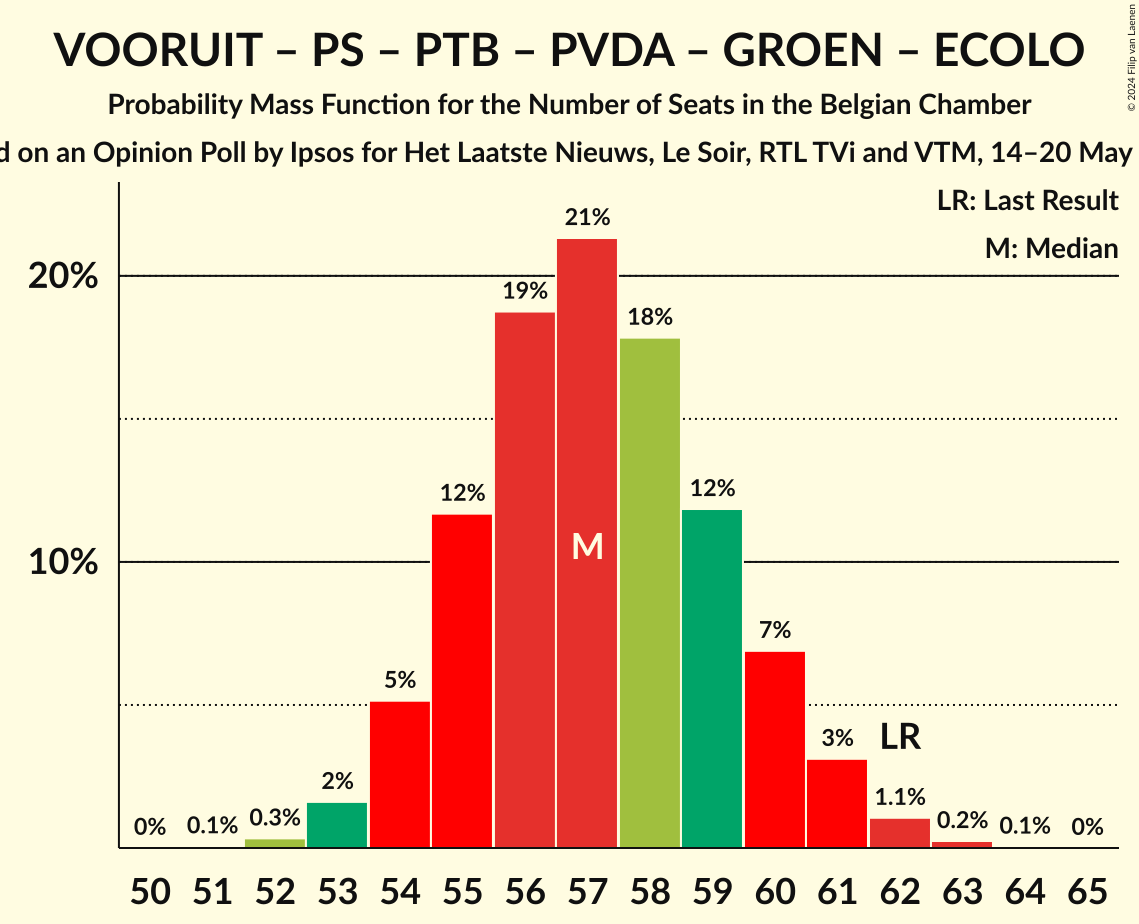 VOORUIT – PS – PTB – PVDA – GROEN – ECOLO
Probability Mass Function for the Number of Seats in the Belgian Chamber
on an Opinion Poll by Ipsos for Het Laatste Nieuws, Le Soir, RTL TVi and VTM, 14–20 May
© 2024 Filip van Laenen
LR: Last Result
M: Median
20%
10%
0%
0.1%
0.3%
2%
5%
12%
19%
21%
18%
12%
7%
3%
1.1%
0.2%
0.1%
0%
M
LR
50 51 52 53 54 55 56 57 58 59 60 61 62 63 64 65